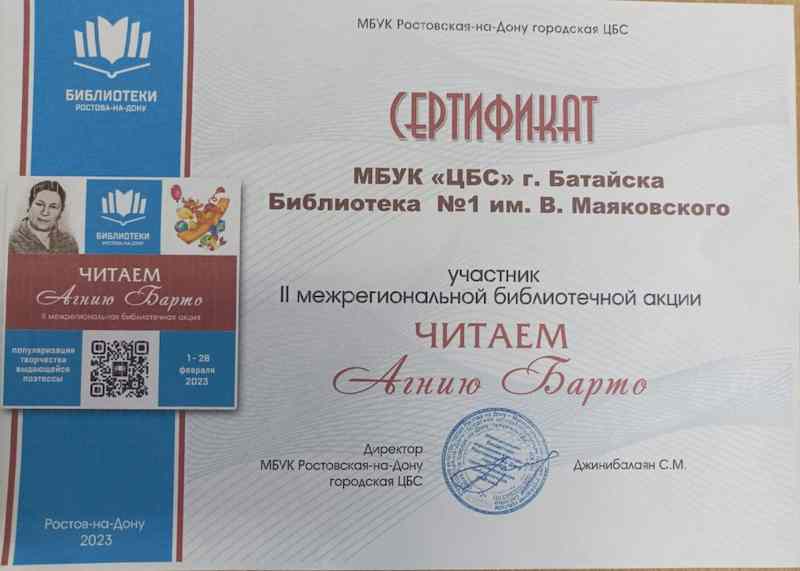 МБУК Ростовская-на-Дону городская ЦБС
БИБЛИОТЕКИ
РОСТОВА-НА-ДОНУ
СЕРТИФИКАТ
МБУК «ЦБС» г. Батайска
Библиотека №1 им. В. Маяковского
БИБЛИОТЕКИ
РОСТОВА-НА-ДОНУ
ЧИТАЕМ
Агнию Барто
II межрегиональная библиотечная акция
популяризация
творчества
выдающейся
поэтессы
1-28
февраля
2023
участник
II межрегиональной библиотечной акции
ЧИТАЕМ
Агнию Барто
Директор
МБУК Ростовская-на-Дону
городская ЦБС
Джинибалаян С.М.
Ростов-на-Дону
2023